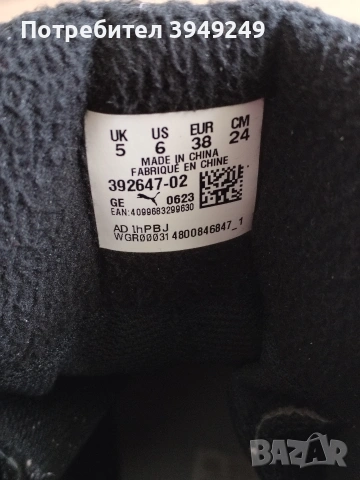 Потребител 3949249
UK US EUR CM
5 6 38 24
MADE IN CHINA
FABRIQUÉ EN CHINE
392647-02
GE 0623
EAN:4099683299630
AD1hPBJ
WGR00031 4800846847_1
BAZAR